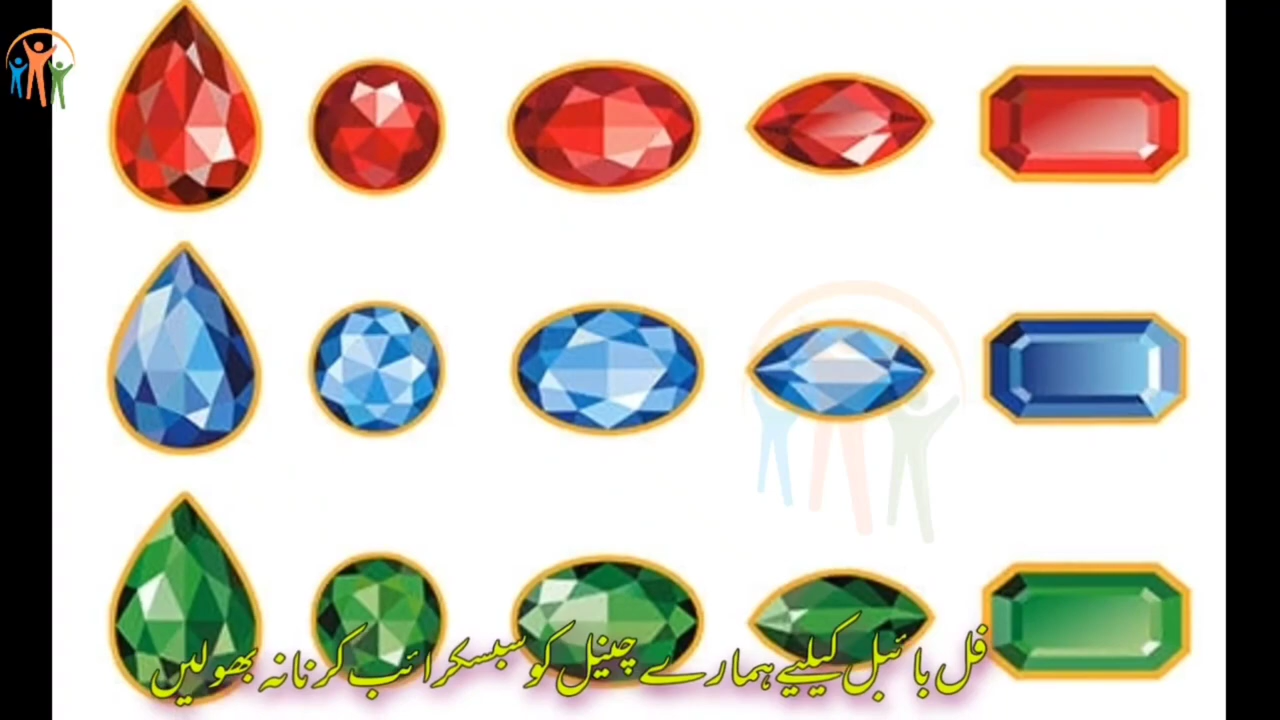 فل بائبل کیلیے ہمارے چینل کو سبسکرائب کرنا نہ بھولیں